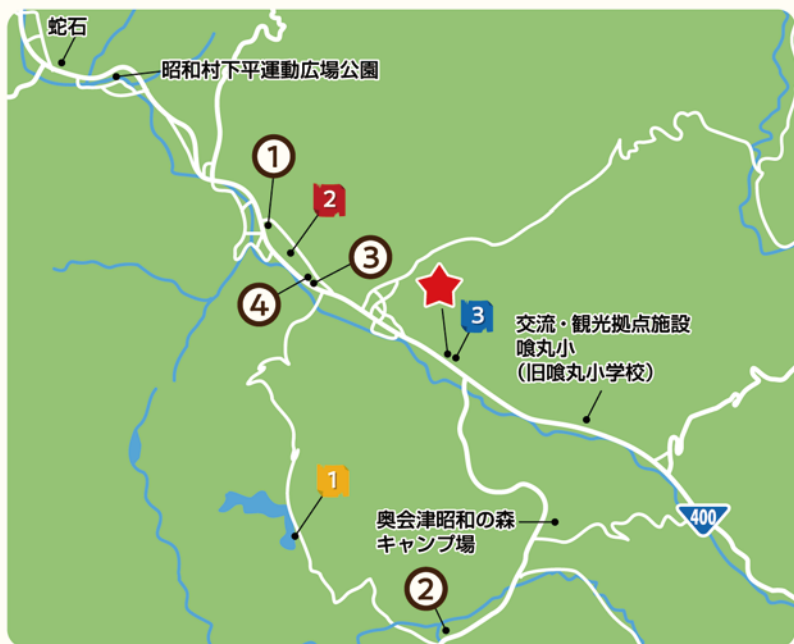 蛇石
昭和村下平運動広場公園
①
2
③
④
3
交流・観光拠点施設
喰丸小
(旧喰丸小学校)
1
奥会津昭和の森
キャンプ場
400
②